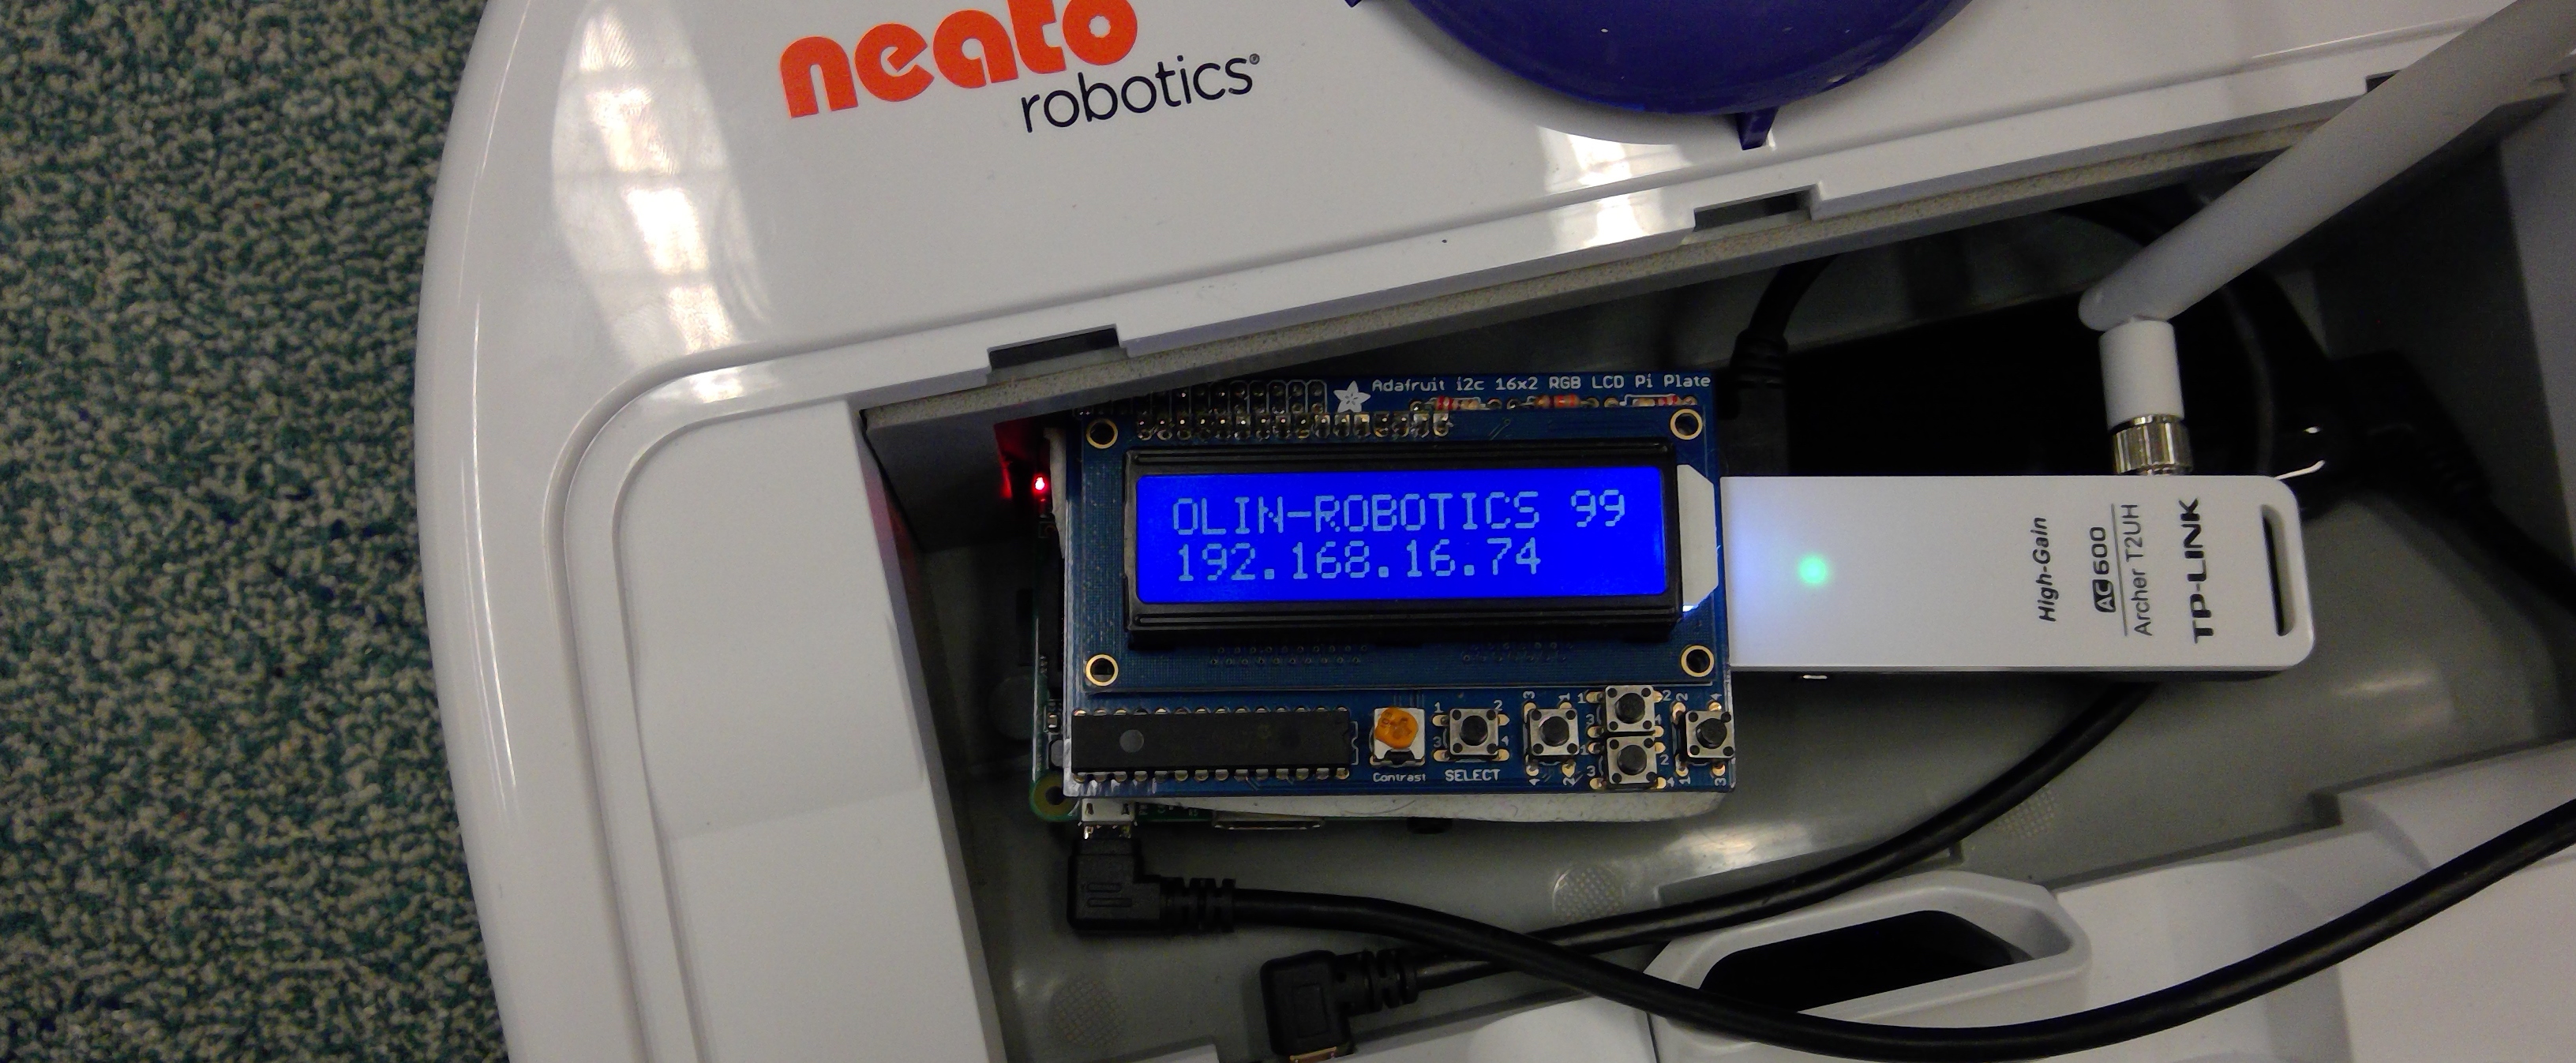 neato
robotics®
Adafruit i2c 16x2 RGB LCD Pi Plate
OLIN-ROBOTICS 99
192.168.16.74
High-Gain
AC600
Archer T2UH
TP-LINK
Contrast
SELECT